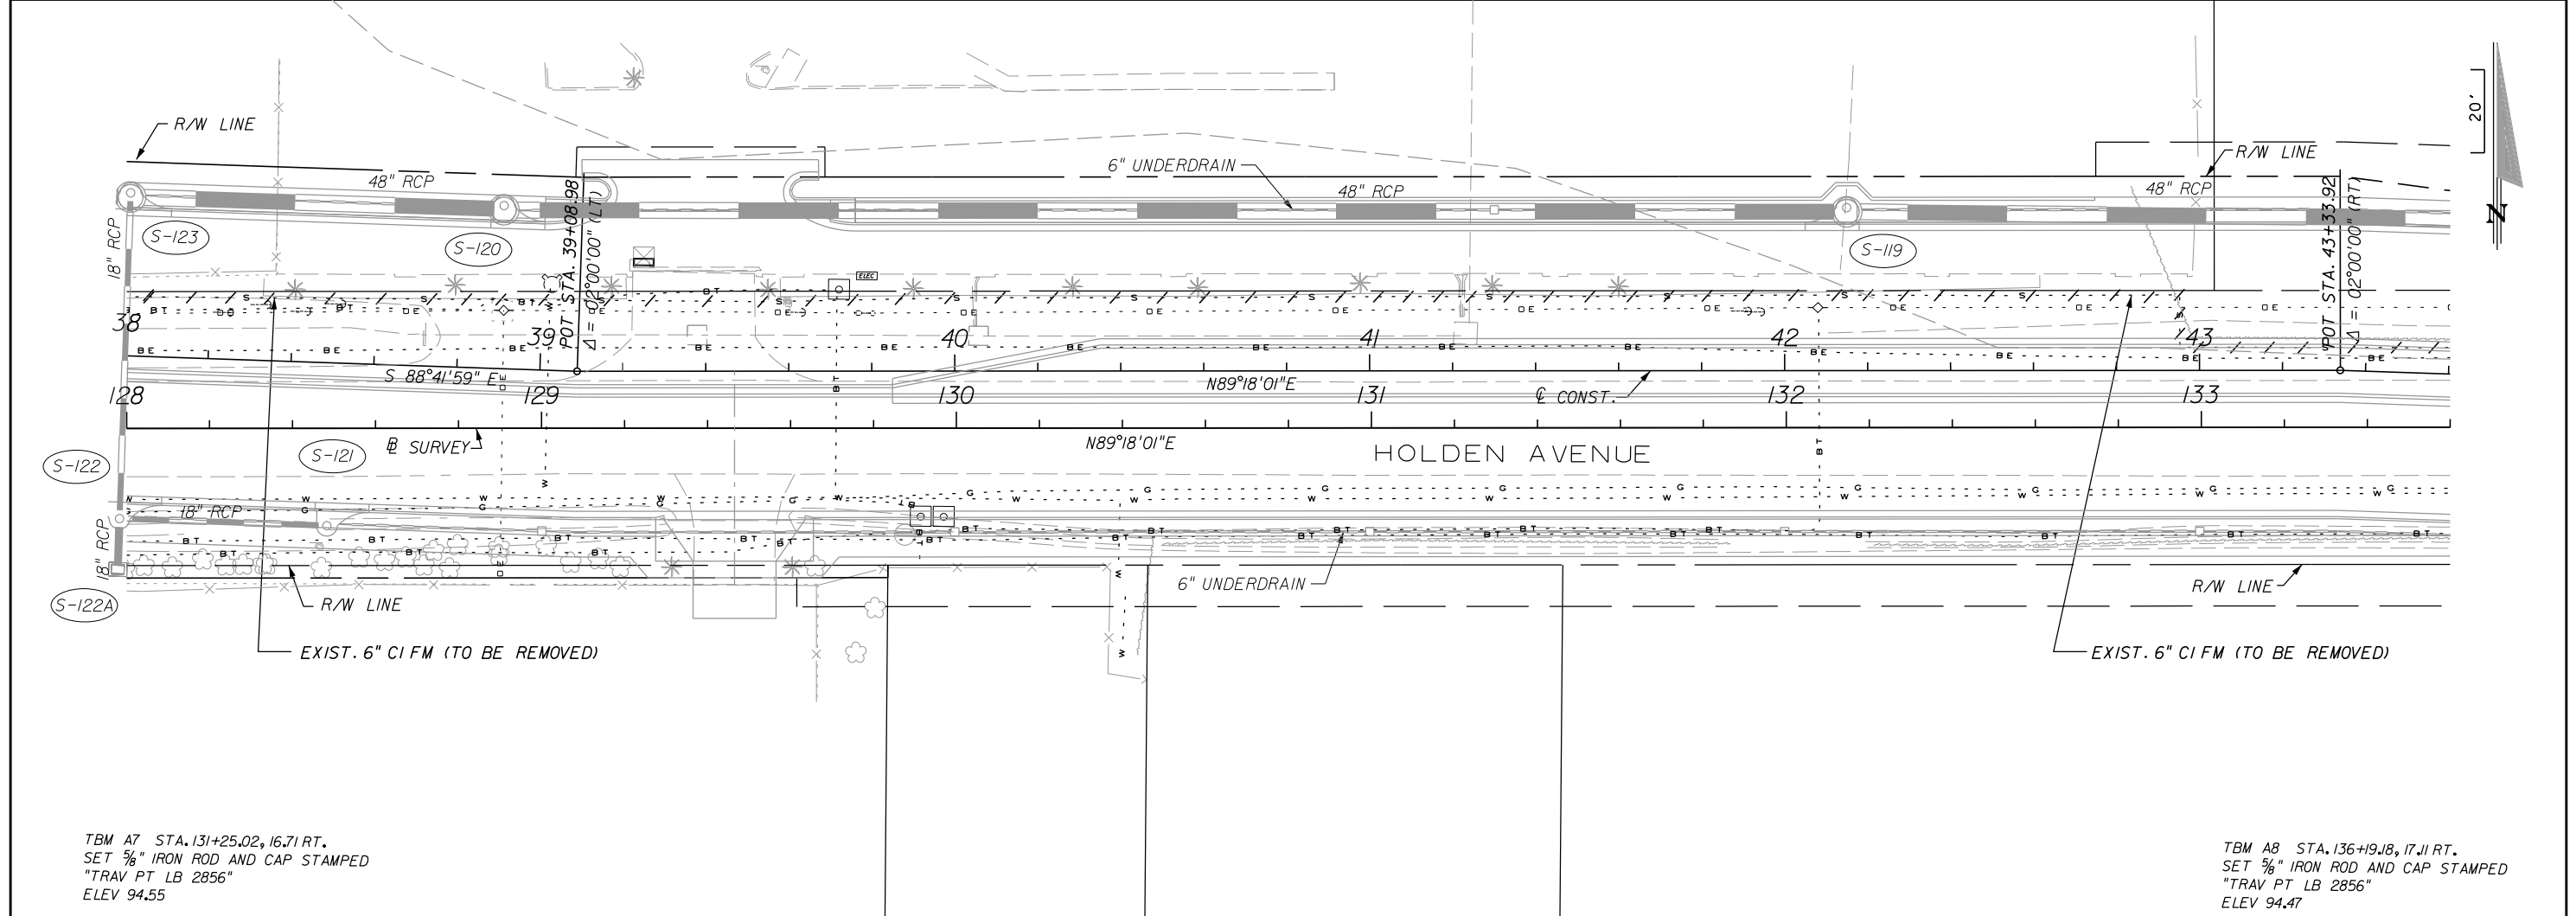 R/W LINE
48" RCP
6" UNDERDRAIN
48" RCP
48" RCP
R/W LINE
20'
N
18" RCP
S-123
S-120
POT STA. 39+08.98
Δ = 02°00'00" (LT)
S-119
POT STA. 43+33.92
Δ = 02°00'00" (RT)
ELEC
38
39
40
41
42
43
S 88°41'59" E
N89°18'01"E
℄ CONST.
128
129
130
131
132
133
S-122
S-121
BL SURVEY
N89°18'01"E
HOLDEN AVENUE
18" RCP
18" RCP
S-122A
R/W LINE
6" UNDERDRAIN
R/W LINE
EXIST. 6" CI FM (TO BE REMOVED)
EXIST. 6" CI FM (TO BE REMOVED)
TBM A7 STA. 131+25.02, 16.71 RT.
SET 5/8" IRON ROD AND CAP STAMPED
"TRAV PT LB 2856"
ELEV 94.55
TBM A8 STA. 136+19.18, 17.11 RT.
SET 5/8" IRON ROD AND CAP STAMPED
"TRAV PT LB 2856"
ELEV 94.47